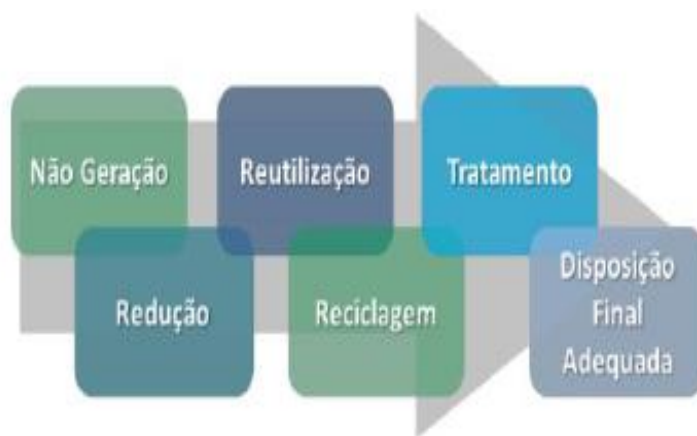 Não Geração
Redução
Reutilização
Reciclagem
Tratamento
Disposição
Final
Adequada